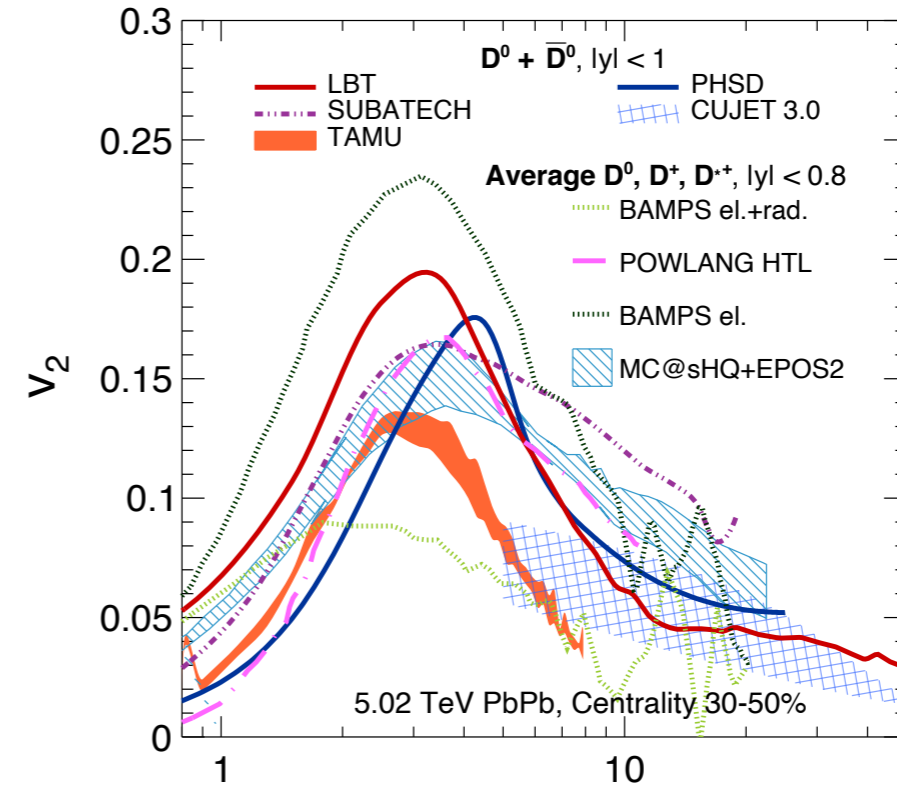 0.3
D⁰ + D̅⁰, |y| < 1
LBT
PHSD
SUBATECH
CUJET 3.0
TAMU
0.25
Average D⁰, D⁺, D*⁺, |y| < 0.8
BAMPS el.+rad.
0.2
POWLANG HTL
BAMPS el.
MC@sHQ+EPOS2
0.15
v₂
0.1
0.05
5.02 TeV PbPb, Centrality 30-50%
0
1
10